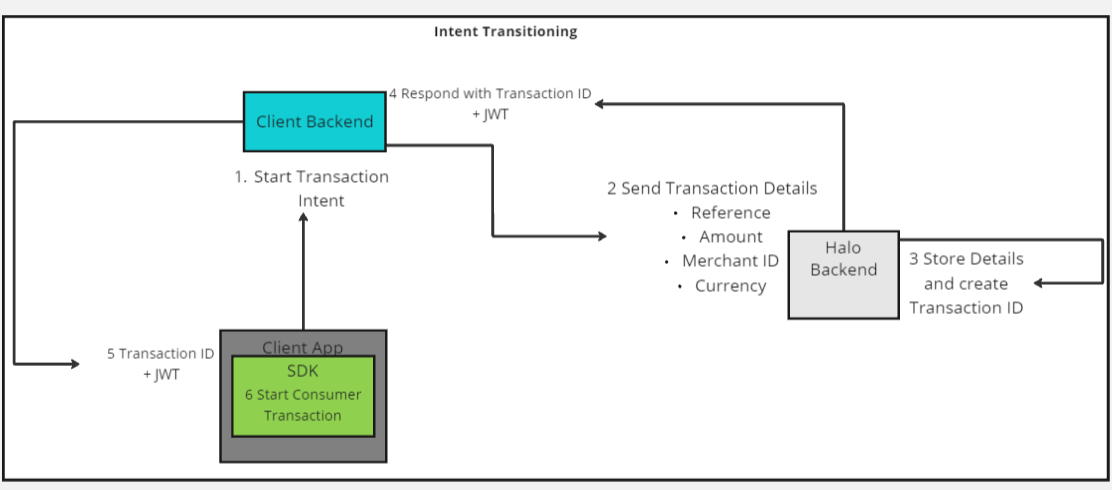 Intent Transitioning
4 Respond with Transaction ID
+ JWT
Client Backend
1. Start Transaction
Intent
2 Send Transaction Details
• Reference
• Amount
• Merchant ID
• Currency
Halo
Backend
3 Store Details
and create
Transaction ID
5 Transaction ID
+ JWT
Client App
SDK
6 Start Consumer
Transaction